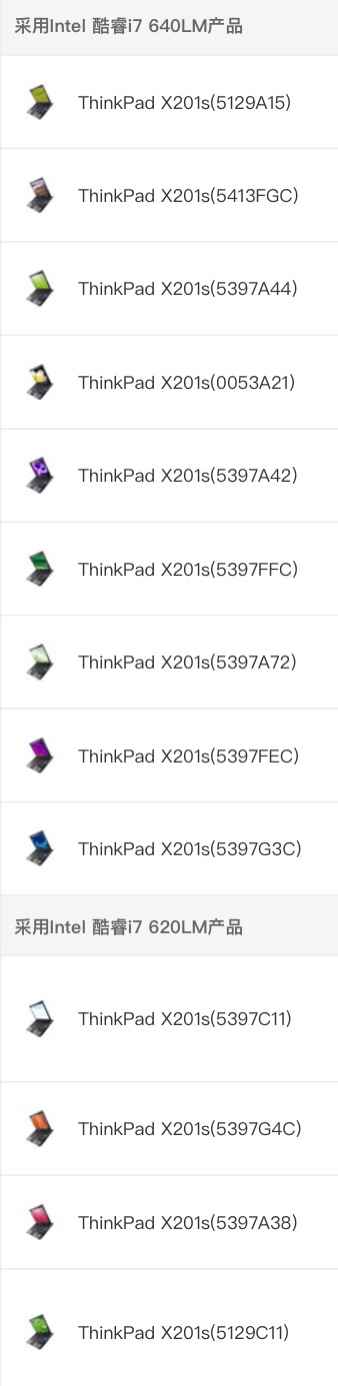 采用Intel 酷睿i7 640LM产品
ThinkPad X201s(5129A15)
ThinkPad X201s(5413FGC)
ThinkPad X201s(5397A44)
ThinkPad X201s(0053A21)
ThinkPad X201s(5397A42)
ThinkPad X201s(5397FFC)
ThinkPad X201s(5397A72)
ThinkPad X201s(5397FEC)
ThinkPad X201s(5397G3C)
采用Intel 酷睿i7 620LM产品
ThinkPad X201s(5397C11)
ThinkPad X201s(5397G4C)
ThinkPad X201s(5397A38)
ThinkPad X201s(5129C11)